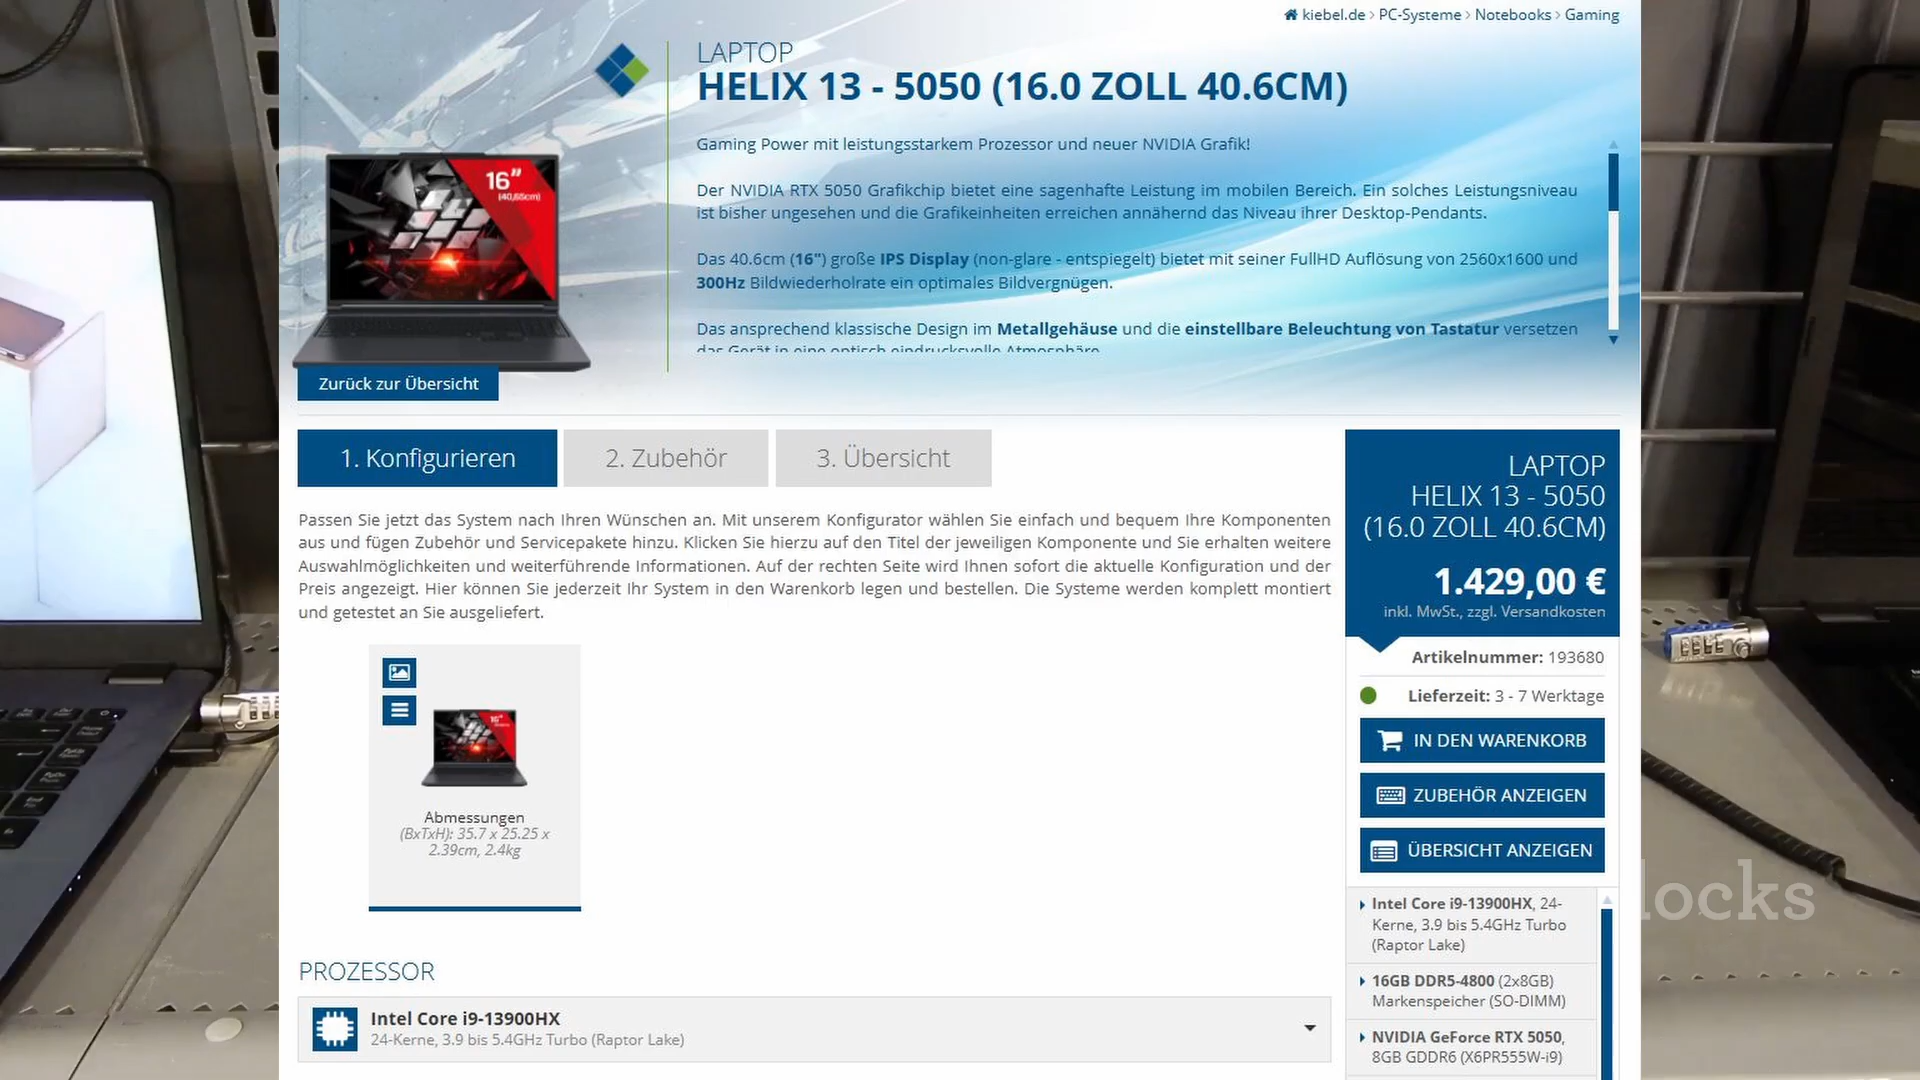 kiebel.de > PC-Systeme > Notebooks > Gaming
LAPTOP
HELIX 13 - 5050 (16.0 ZOLL 40.6CM)
16"
(40,65cm)
Gaming Power mit leistungsstarkem Prozessor und neuer NVIDIA Grafik!
Der NVIDIA RTX 5050 Grafikchip bietet eine sagenhafte Leistung im mobilen Bereich. Ein solches Leistungsniveau
ist bisher ungesehen und die Grafikeinheiten erreichen annähernd das Niveau ihrer Desktop-Pendants.
Das 40.6cm (16") große IPS Display (non-glare - entspiegelt) bietet mit seiner FullHD Auflösung von 2560x1600 und
300Hz Bildwiederholrate ein optimales Bildvergnügen.
Das ansprechend klassische Design im Metallgehäuse und die einstellbare Beleuchtung von Tastatur versetzen
das Gerät in eine optisch eindrucksvolle Atmosphäre.
Zurück zur Übersicht
1. Konfigurieren
2. Zubehör
3. Übersicht
Passen Sie jetzt das System nach Ihren Wünschen an. Mit unserem Konfigurator wählen Sie einfach und bequem Ihre Komponenten
aus und fügen Zubehör und Servicepakete hinzu. Klicken Sie hierzu auf den Titel der jeweiligen Komponente und Sie erhalten weitere
Auswahlmöglichkeiten und weiterführende Informationen. Auf der rechten Seite wird Ihnen sofort die aktuelle Konfiguration und der
Preis angezeigt. Hier können Sie jederzeit Ihr System in den Warenkorb legen und bestellen. Die Systeme werden komplett montiert
und getestet an Sie ausgeliefert.
16"
Abmessungen
(BxTxH): 35.7 x 25.25 x
2.39cm, 2.4kg
PROZESSOR
Intel Core i9-13900HX
24-Kerne, 3.9 bis 5.4GHz Turbo (Raptor Lake)
LAPTOP
HELIX 13 - 5050
(16.0 ZOLL 40.6CM)
1.429,00 €
inkl. MwSt., zzgl. Versandkosten
Artikelnummer: 193680
Lieferzeit: 3 - 7 Werktage
IN DEN WARENKORB
ZUBEHÖR ANZEIGEN
ÜBERSICHT ANZEIGEN
Intel Core i9-13900HX, 24-
Kerne, 3.9 bis 5.4GHz Turbo
(Raptor Lake)
16GB DDR5-4800 (2x8GB)
Markenspeicher (SO-DIMM)
NVIDIA GeForce RTX 5050,
8GB GDDR6 (X6PR555W-i9)
locks